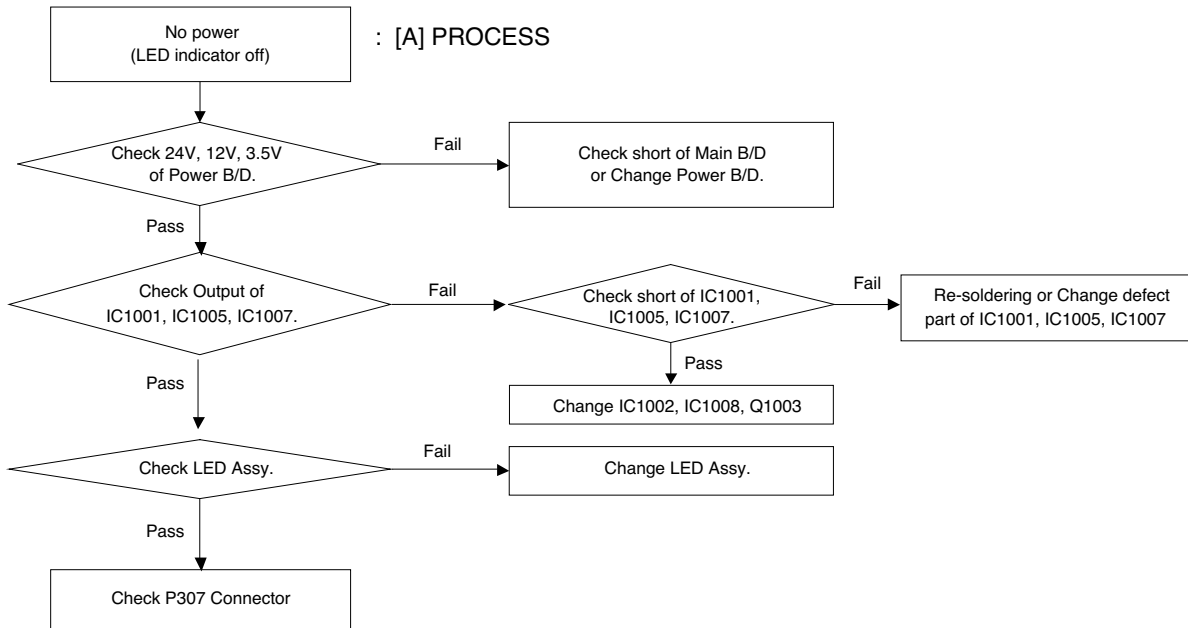 No power
(LED indicator off)
: [A] PROCESS
Check 24V, 12V, 3.5V
of Power B/D.
Fail
Check short of Main B/D
or Change Power B/D.
Pass
Check Output of
IC1001, IC1005, IC1007.
Fail
Check short of IC1001,
IC1005, IC1007.
Fail
Re-soldering or Change defect
part of IC1001, IC1005, IC1007
Pass
Change IC1002, IC1008, Q1003
Pass
Check LED Assy.
Fail
Change LED Assy.
Pass
Check P307 Connector